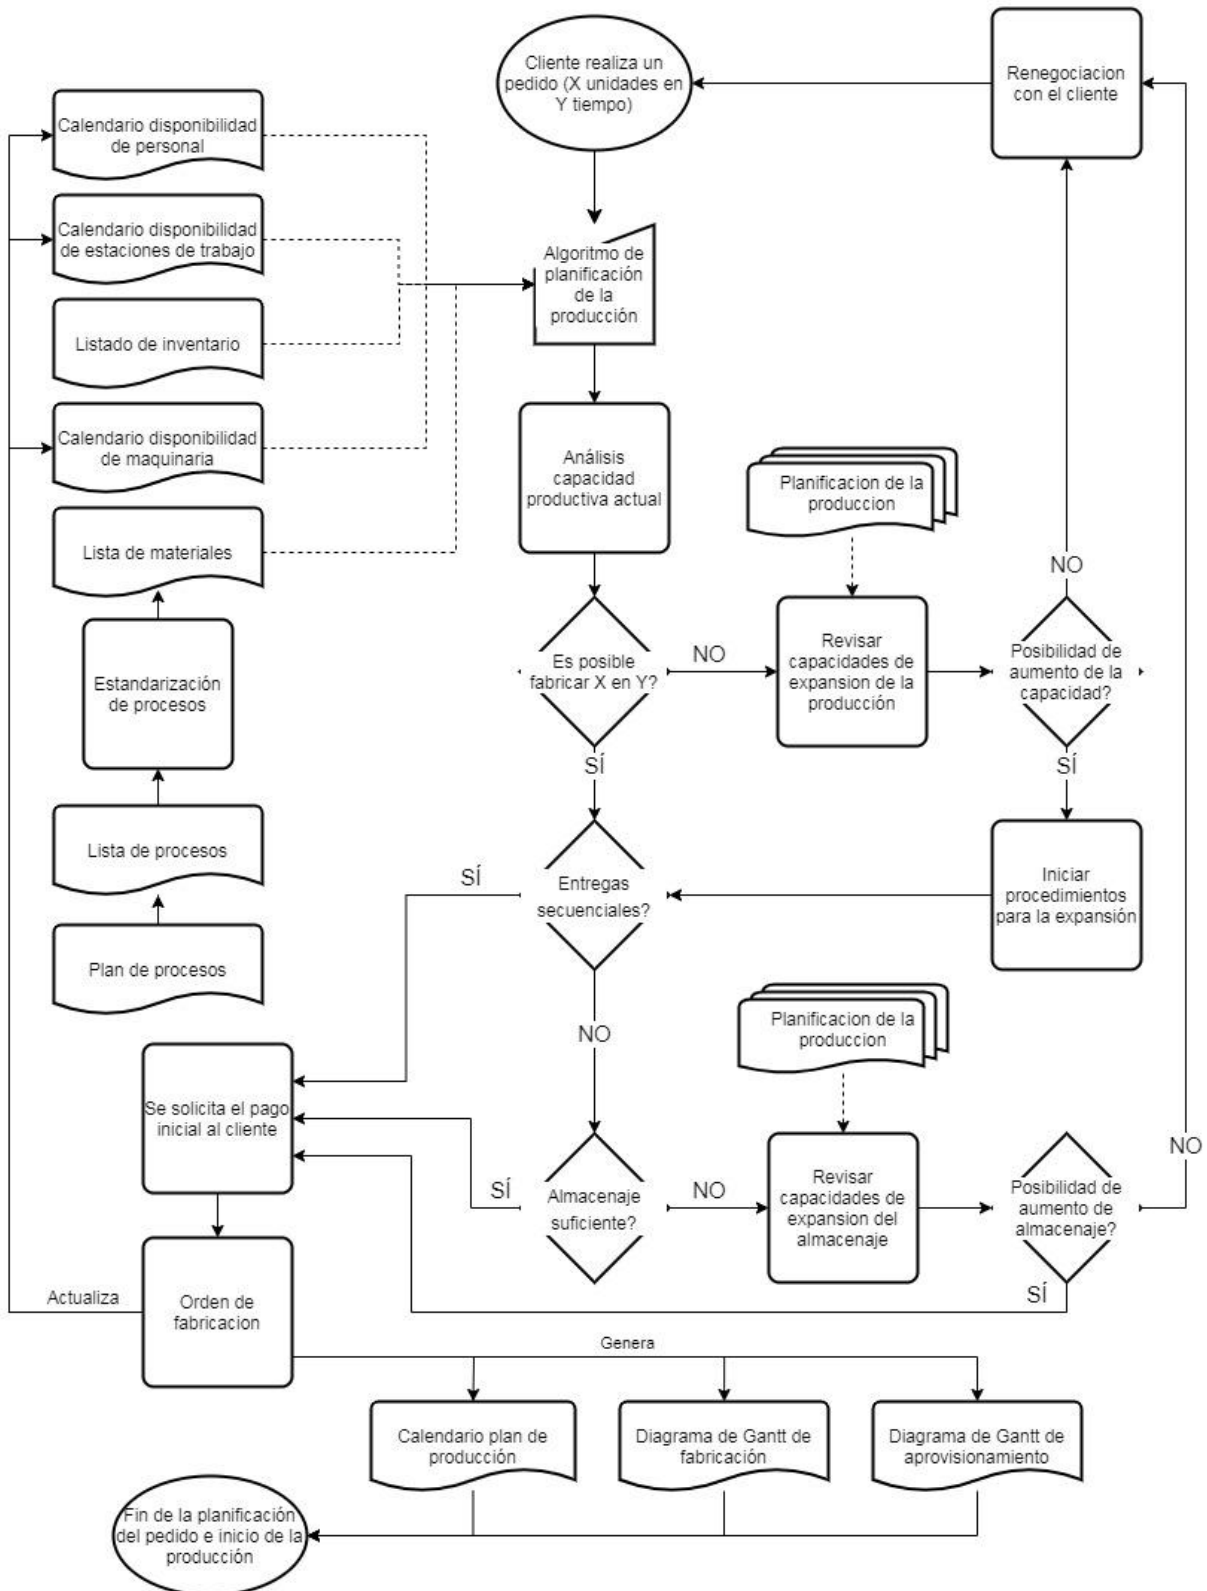 Cliente realiza un
pedido (X unidades en
Y tiempo)
Renegociacion
con el cliente
Calendario disponibilidad
de personal
Calendario disponibilidad
de estaciones de trabajo
Listado de inventario
Calendario disponibilidad
de maquinaria
Lista de materiales
Estandarización
de procesos
Lista de procesos
Plan de procesos
Algoritmo de
planificación
de la
producción
Análisis
capacidad
productiva actual
Planificacion de la
produccion
Es posible
fabricar X en Y?
NO
Revisar
capacidades de
expansion de la
producción
Posibilidad de
aumento de la
capacidad?
NO
SÍ
SÍ
Iniciar
procedimientos
para la expansión
Entregas
secuenciales?
SÍ
NO
Planificacion de la
produccion
Se solicita el pago
inicial al cliente
Almacenaje
suficiente?
SÍ
NO
Revisar
capacidades de
expansion del
almacenaje
Posibilidad de
aumento de
almacenaje?
NO
SÍ
Actualiza
Orden de
fabricacion
Genera
Calendario plan de
producción
Diagrama de Gantt de
fabricación
Diagrama de Gantt de
aprovisionamiento
Fin de la planificación
del pedido e inicio de la
producción